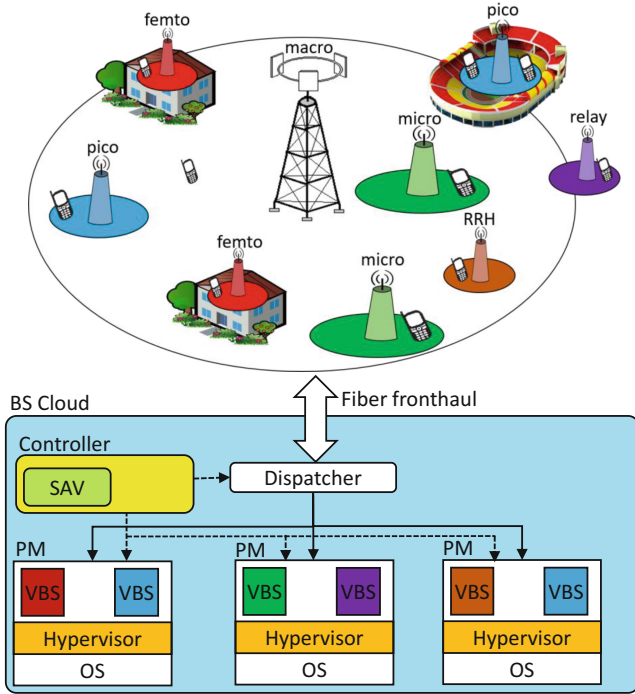 femto
macro
pico
micro
relay
pico
RRH
femto
micro
BS Cloud
Fiber fronthaul
Controller
SAV
Dispatcher
PM
PM
PM
VBS
VBS
VBS
VBS
VBS
VBS
Hypervisor
Hypervisor
Hypervisor
OS
OS
OS